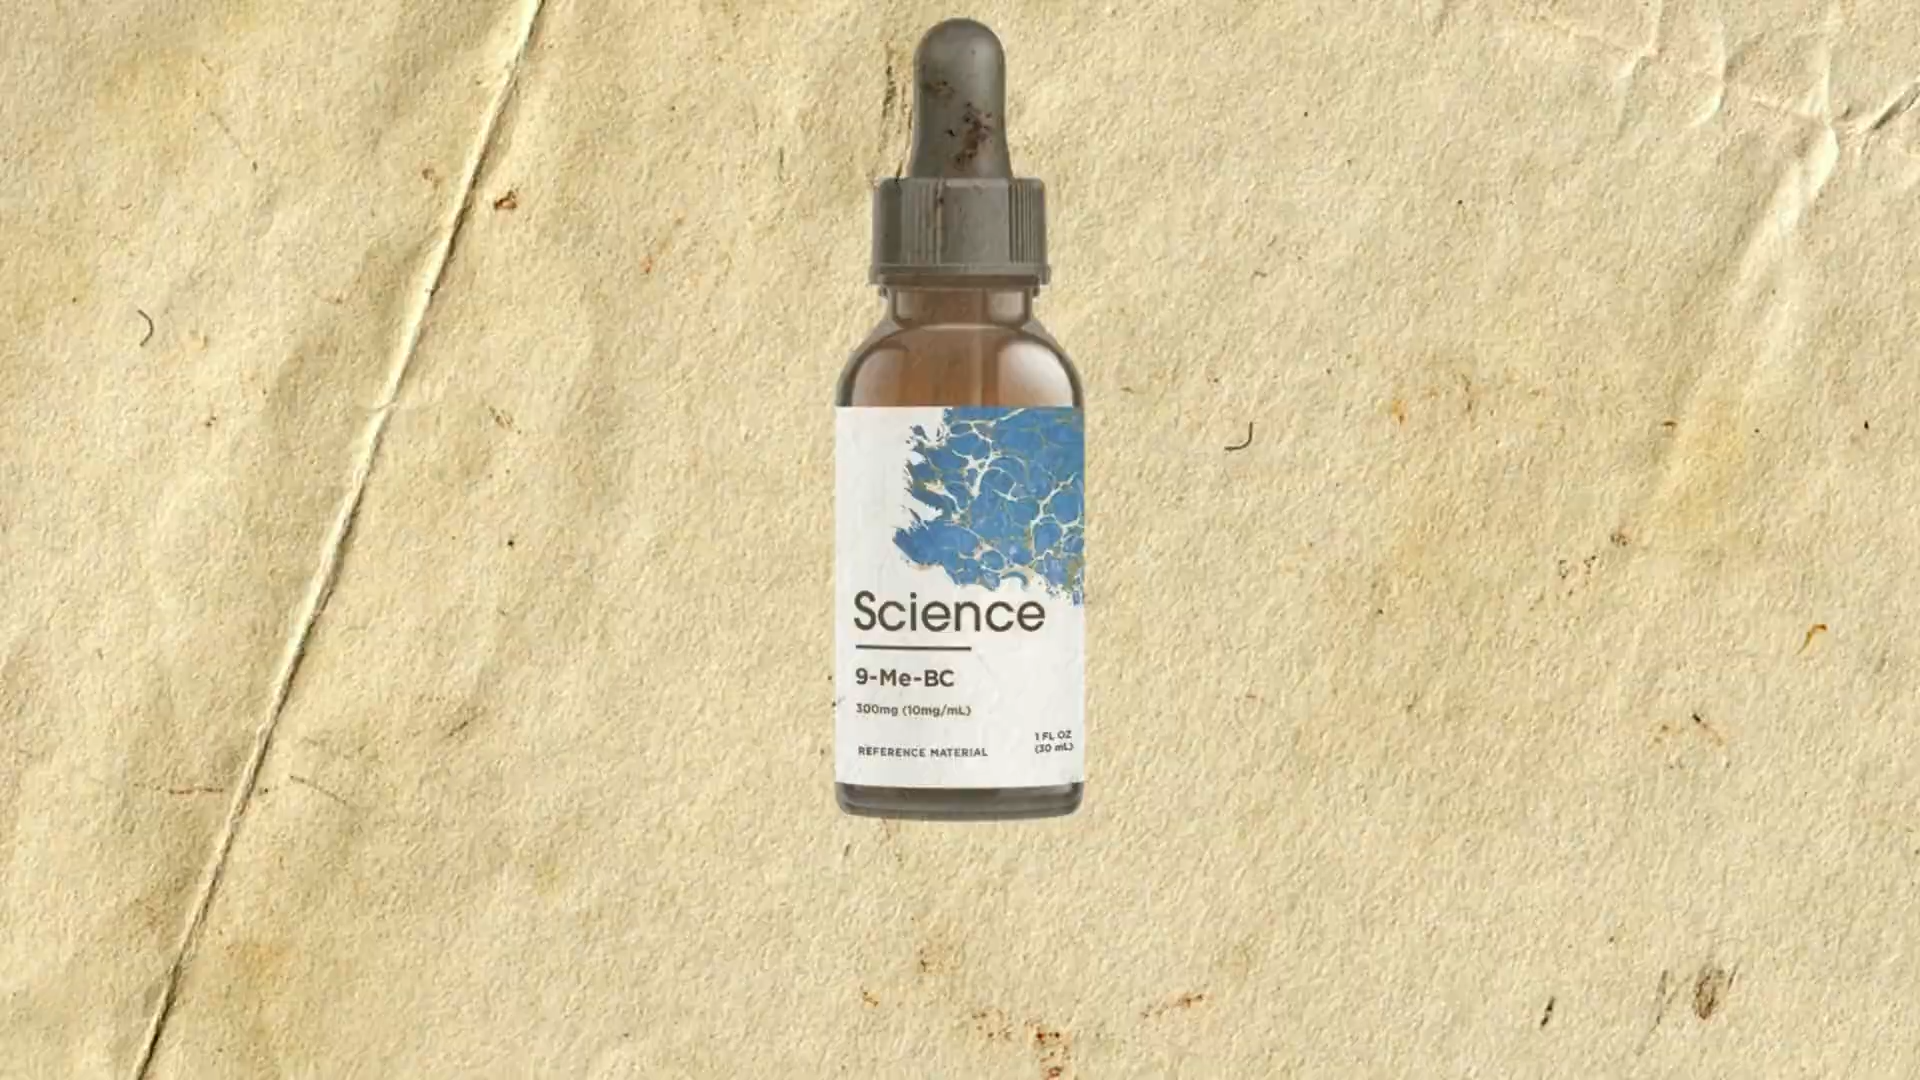 Science
9-Me-BC
300mg (10mg/mL)
REFERENCE MATERIAL
1 FL OZ
(30 mL)